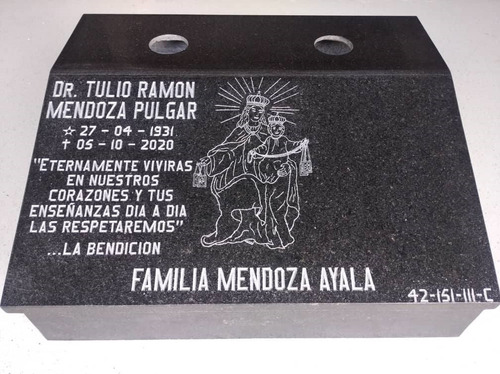 DR. TULIO RAMON
MENDOZA PULGAR
☆ 27 - 04 - 1931
✝ 05 - 10 - 2020
"ETERNAMENTE VIVIRAS
EN NUESTROS
CORAZONES Y TUS
ENSEÑANZAS DIA A DIA
LAS RESPETAREMOS"
...LA BENDICION
FAMILIA MENDOZA AYALA
42-151-111-C